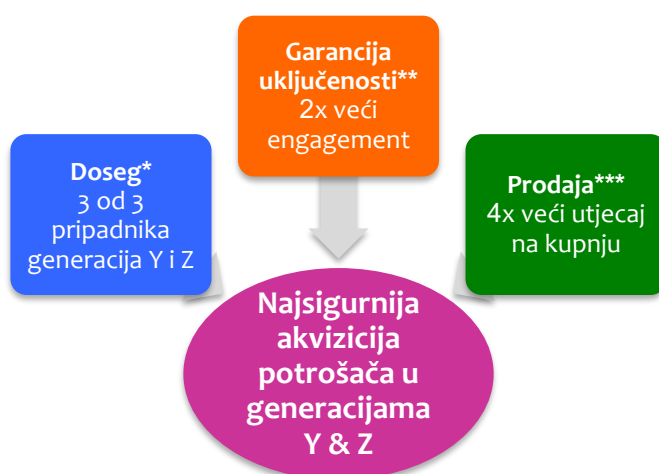 Garancija
uključenosti**
2x veći
engagement
Doseg*
3 od 3
pripadnika
generacija Y i Z
Prodaja***
4x veći utjecaj
na kupnju
Najsigurnija
akvizicija
potrošača u
generacijama
Y & Z